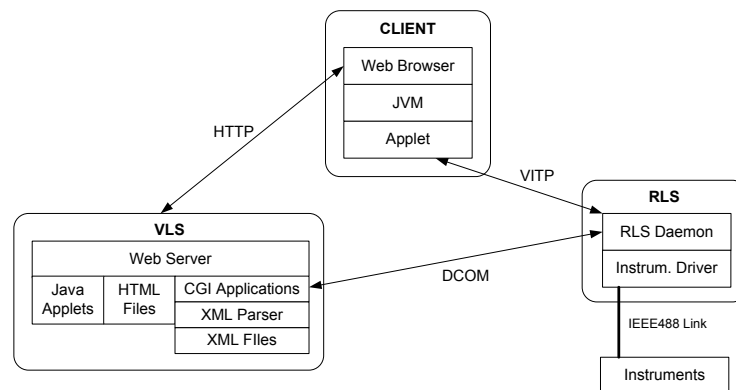 CLIENT
Web Browser
JVM
Applet
HTTP
VITP
RLS
RLS Daemon
Instrum. Driver
VLS
Web Server
Java
Applets
HTML
Files
CGI Applications
XML Parser
XML FIles
DCOM
IEEE488 Link
Instruments